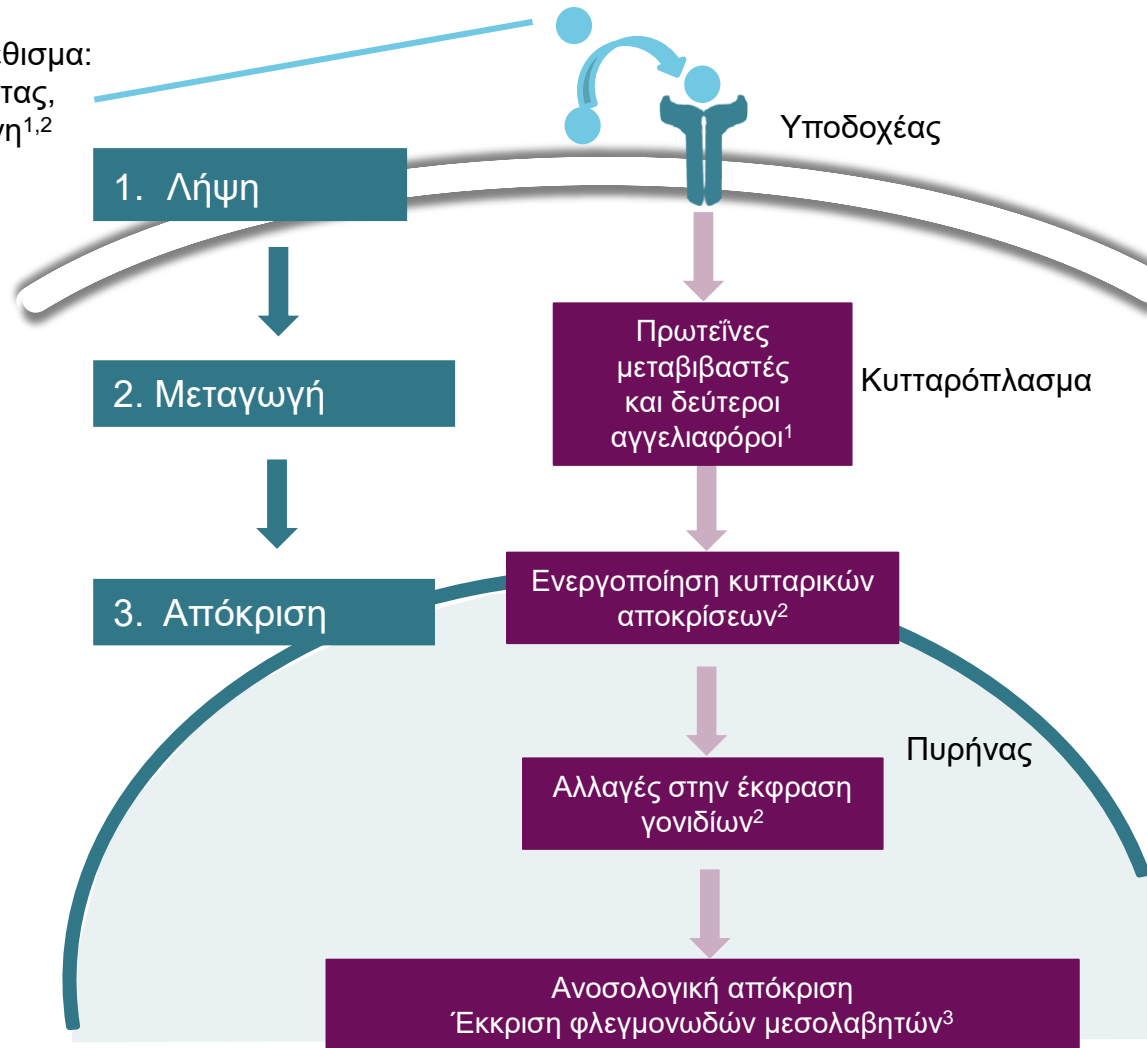 έθισμα:
τας,
νη1,2
Υποδοχέας
1. Λήψη
Πρωτεΐνες
μεταβιβαστές
και δεύτεροι
αγγελιαφόροι1
Κυτταρόπλασμα
2. Μεταγωγή
Ενεργοποίηση κυτταρικών
αποκρίσεων2
3. Απόκριση
Πυρήνας
Αλλαγές στην έκφραση
γονιδίων2
Ανοσολογική απόκριση
Έκκριση φλεγμονωδών μεσολαβητών3